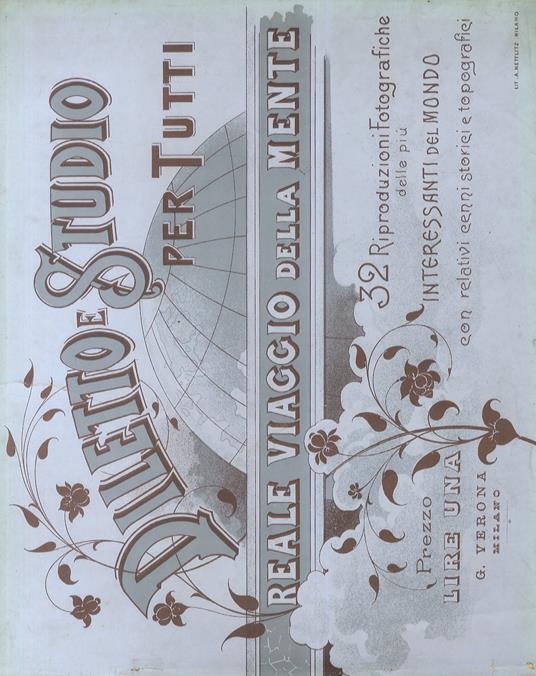 DILETTO E STUDIO
PER TUTTI
REALE VIAGGIO DELLA MENTE
32 Riproduzioni Fotografiche
delle più
INTERESSANTI DEL MONDO
con relativi cenni storici e topografici
Prezzo
LIRE UNA
G. VERONA
MILANO
LIT. A. KETTLITZ MILANO